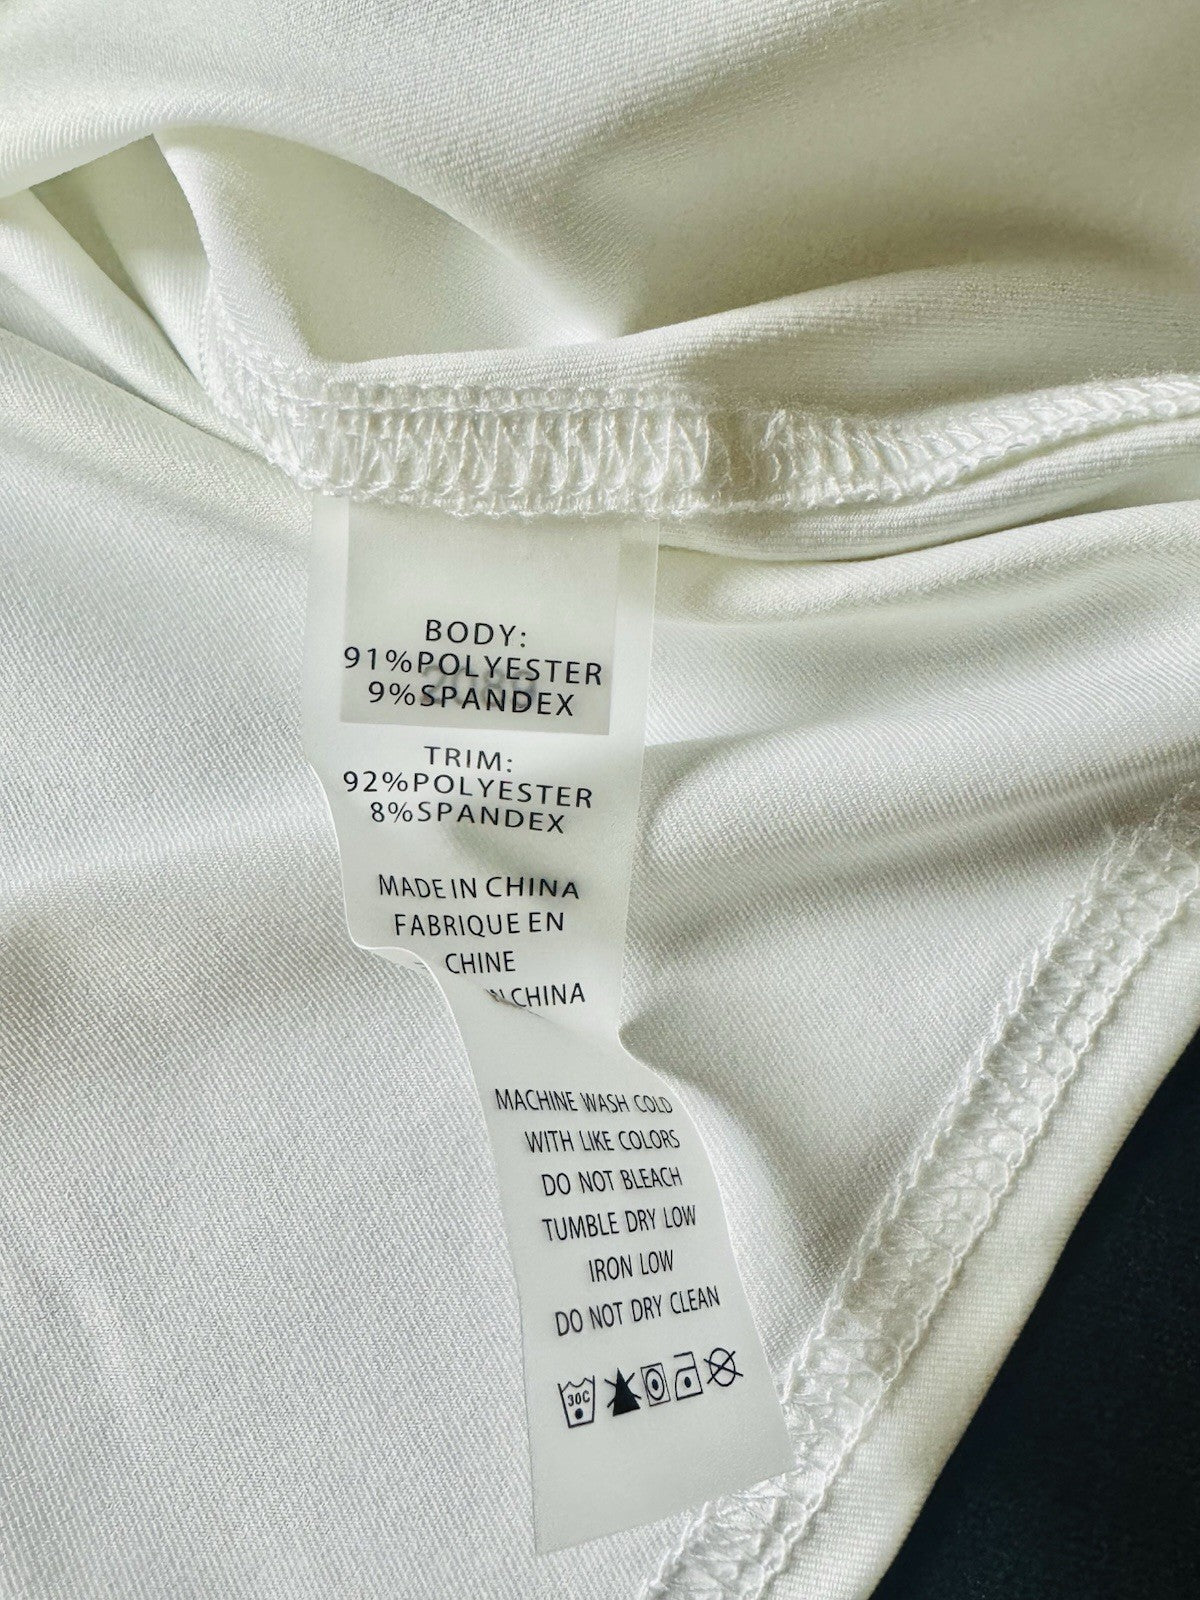 BODY:
91%POLYESTER
9%SPANDEX
TRIM:
92%POLYESTER
8%SPANDEX
MADE IN CHINA
FABRIQUE EN
CHINE
CHINA
MACHINE WASH COLD
WITH LIKE COLORS
DO NOT BLEACH
TUMBLE DRY LOW
IRON LOW
DO NOT DRY CLEAN
30C